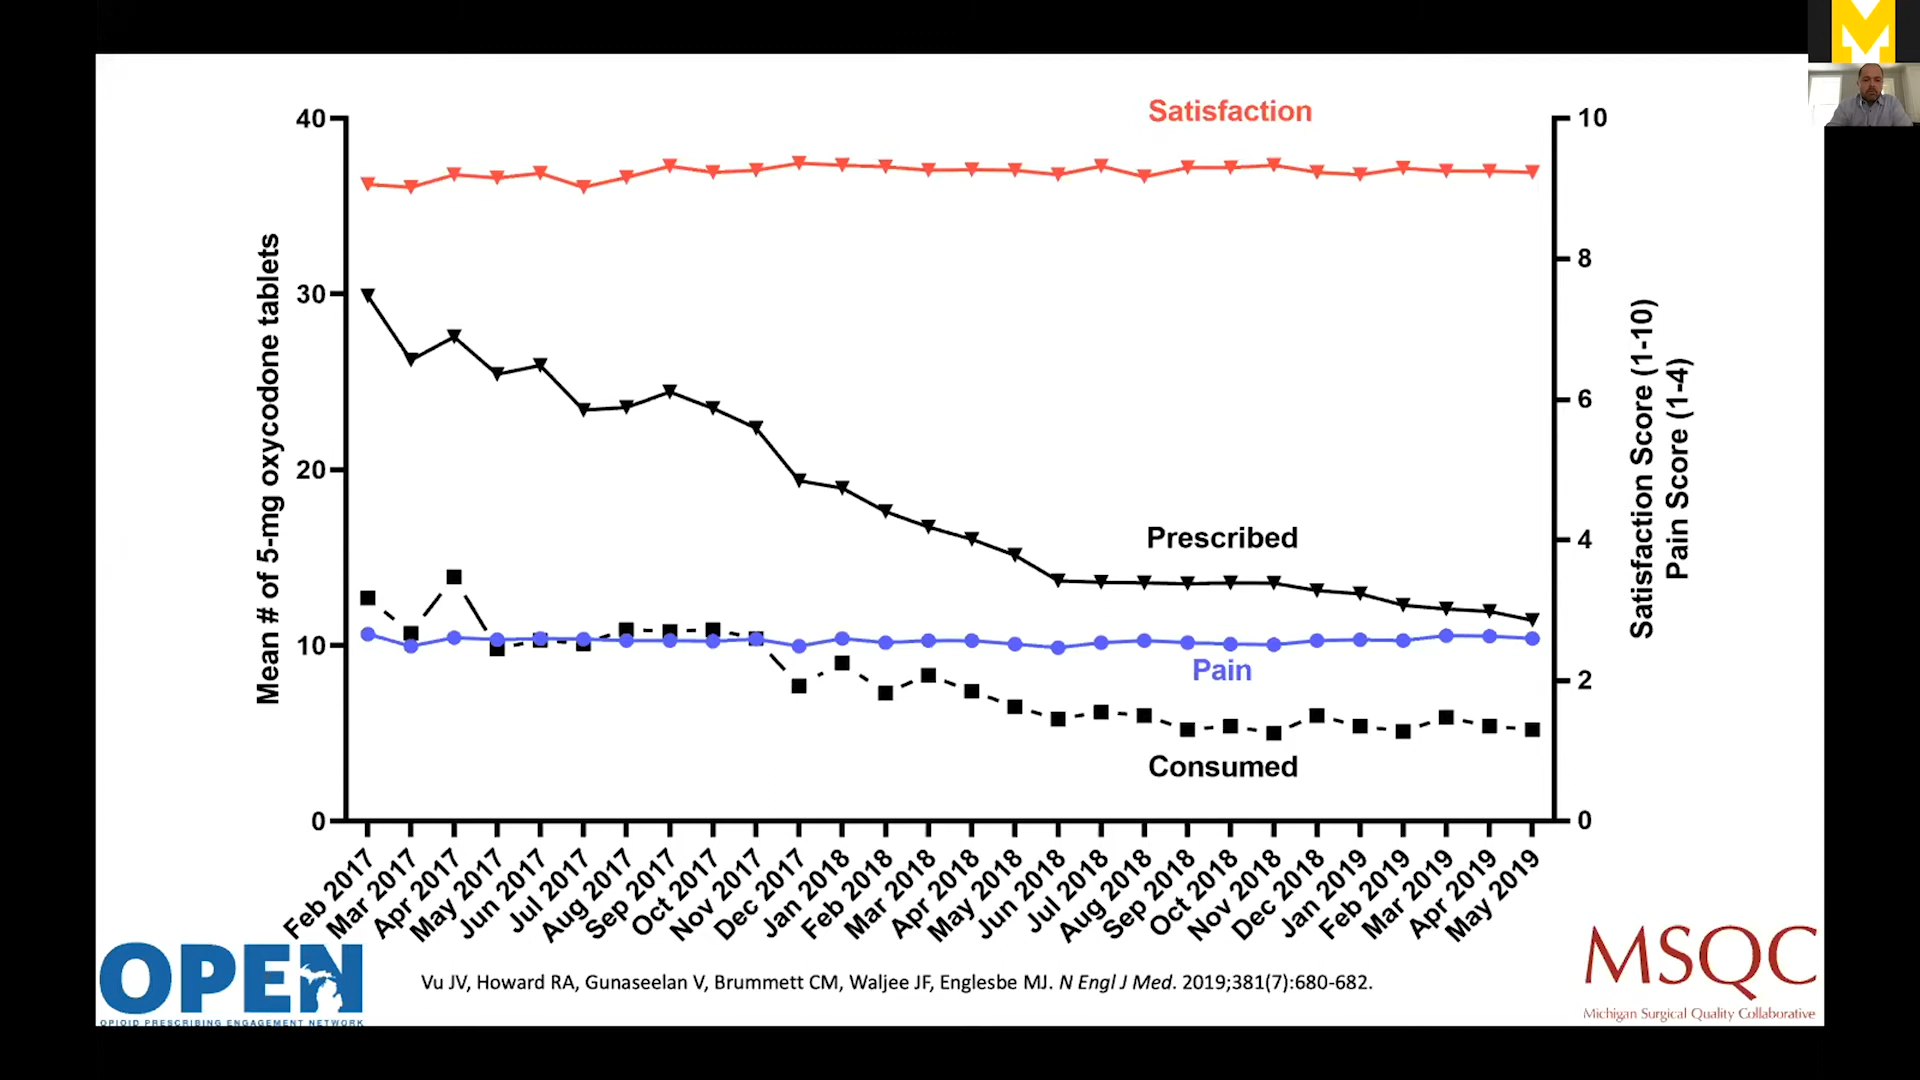 Satisfaction
40
30
20
10
0
Mean # of 5-mg oxycodone tablets
10
8
6
4
2
0
Satisfaction Score (1-10)
Pain Score (1-4)
Prescribed
Pain
Consumed
Feb 2017
Mar 2017
Apr 2017
May 2017
Jun 2017
Jul 2017
Aug 2017
Sep 2017
Oct 2017
Nov 2017
Dec 2017
Jan 2018
Feb 2018
Mar 2018
Apr 2018
May 2018
Jun 2018
Jul 2018
Aug 2018
Sep 2018
Oct 2018
Nov 2018
Dec 2018
Jan 2019
Feb 2019
Mar 2019
Apr 2019
May 2019
OPEN
OPIOID PRESCRIBING ENGAGEMENT NETWORK
Vu JV, Howard RA, Gunaseelan V, Brummett CM, Waljee JF, Englesbe MJ. N Engl J Med. 2019;381(7):680-682.
MSQC
Michigan Surgical Quality Collaborative
M